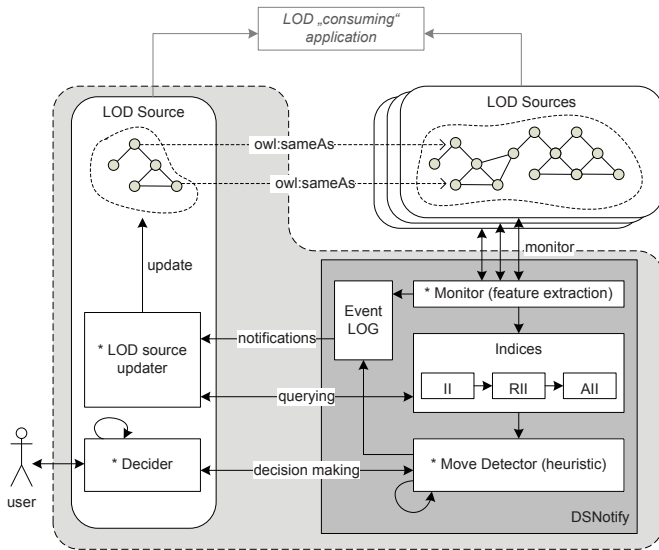 LOD „consuming“
application
LOD Source
LOD Sources
owl:sameAs
owl:sameAs
monitor
update
* Monitor (feature extraction)
Event
LOG
notifications
Indices
* LOD source
updater
II
RII
AII
querying
* Decider
decision making
* Move Detector (heuristic)
user
DSNotify